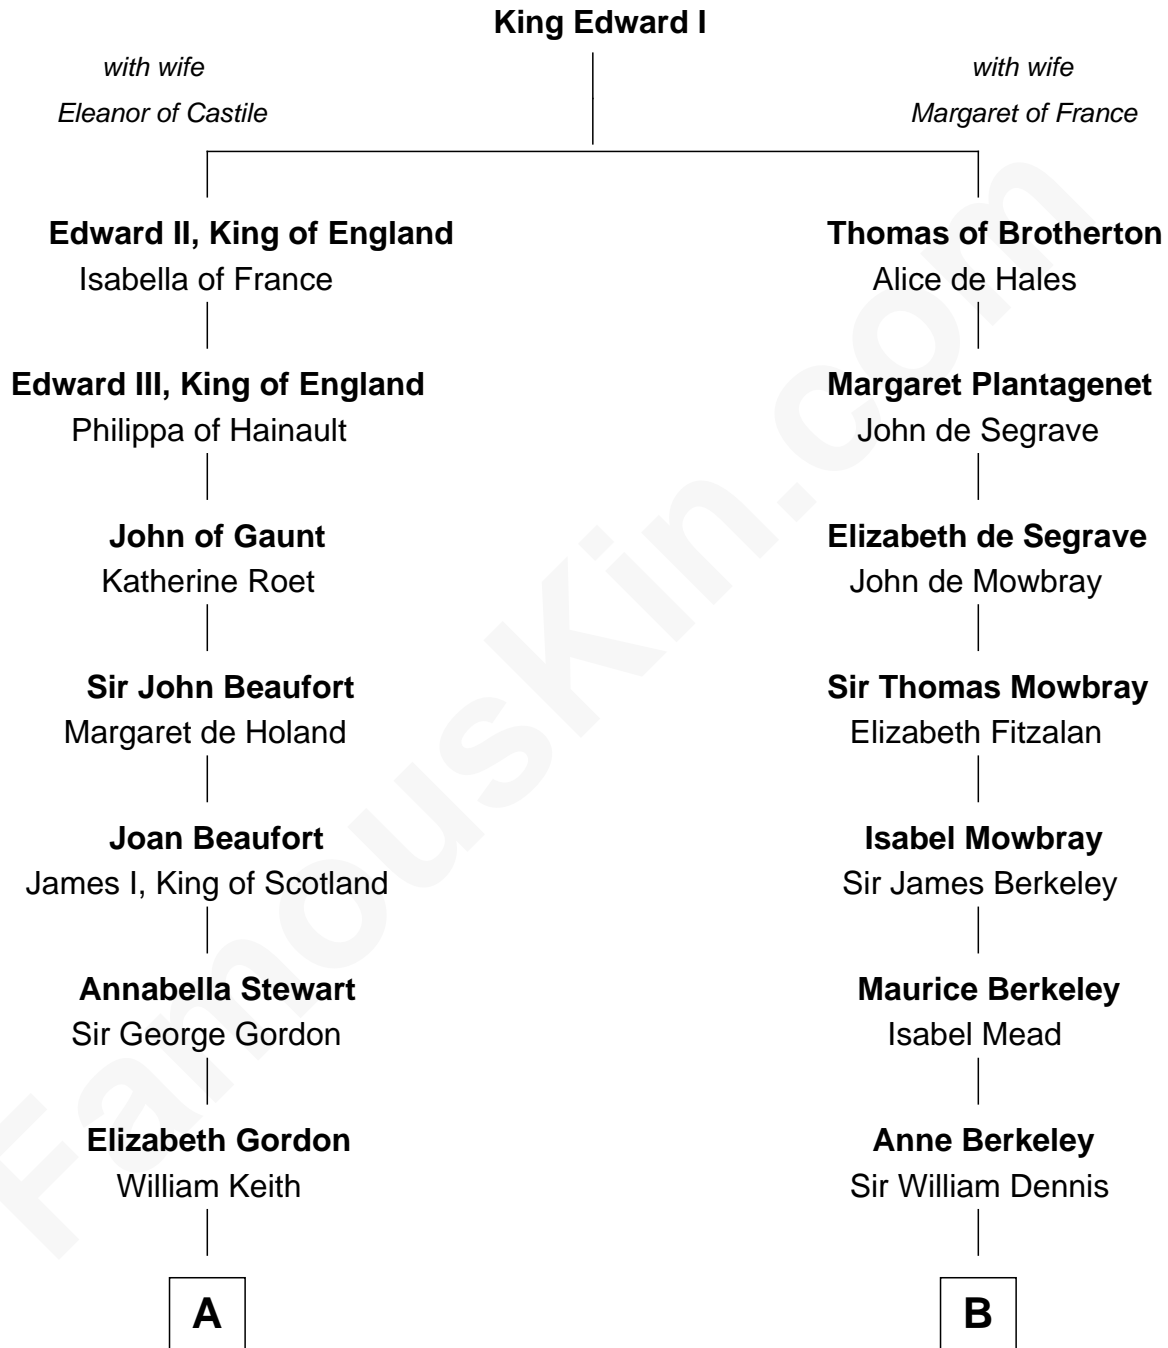 King Edward I
with wife
Eleanor of Castile
with wife
Margaret of France
Edward II, King of England
Isabella of France
Edward III, King of England
Philippa of Hainault
John of Gaunt
Katherine Roet
Sir John Beaufort
Margaret de Holand
Joan Beaufort
James I, King of Scotland
Annabella Stewart
Sir George Gordon
Elizabeth Gordon
William Keith
A
Thomas of Brotherton
Alice de Hales
Margaret Plantagenet
John de Segrave
Elizabeth de Segrave
John de Mowbray
Sir Thomas Mowbray
Elizabeth Fitzalan
Isabel Mowbray
Sir James Berkeley
Maurice Berkeley
Isabel Mead
Anne Berkeley
Sir William Dennis
B
FamousKin.com